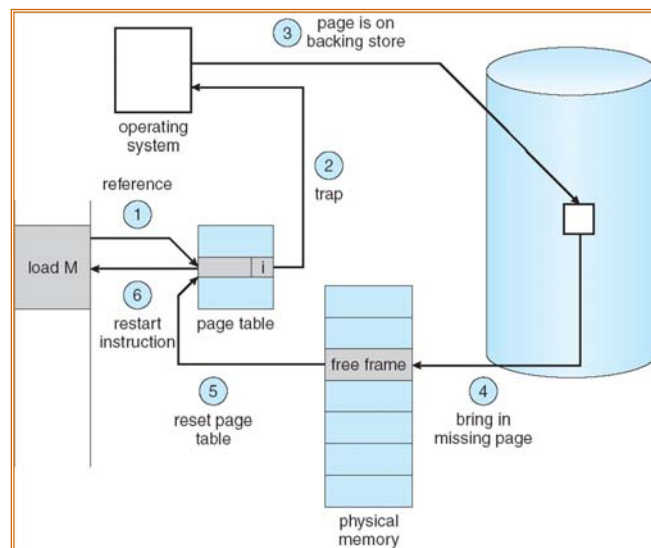 3
page is on
backing store
operating
system
2
trap
reference
1
load M
i
6
restart
instruction
page table
free frame
5
reset page
table
4
bring in
missing page
physical
memory